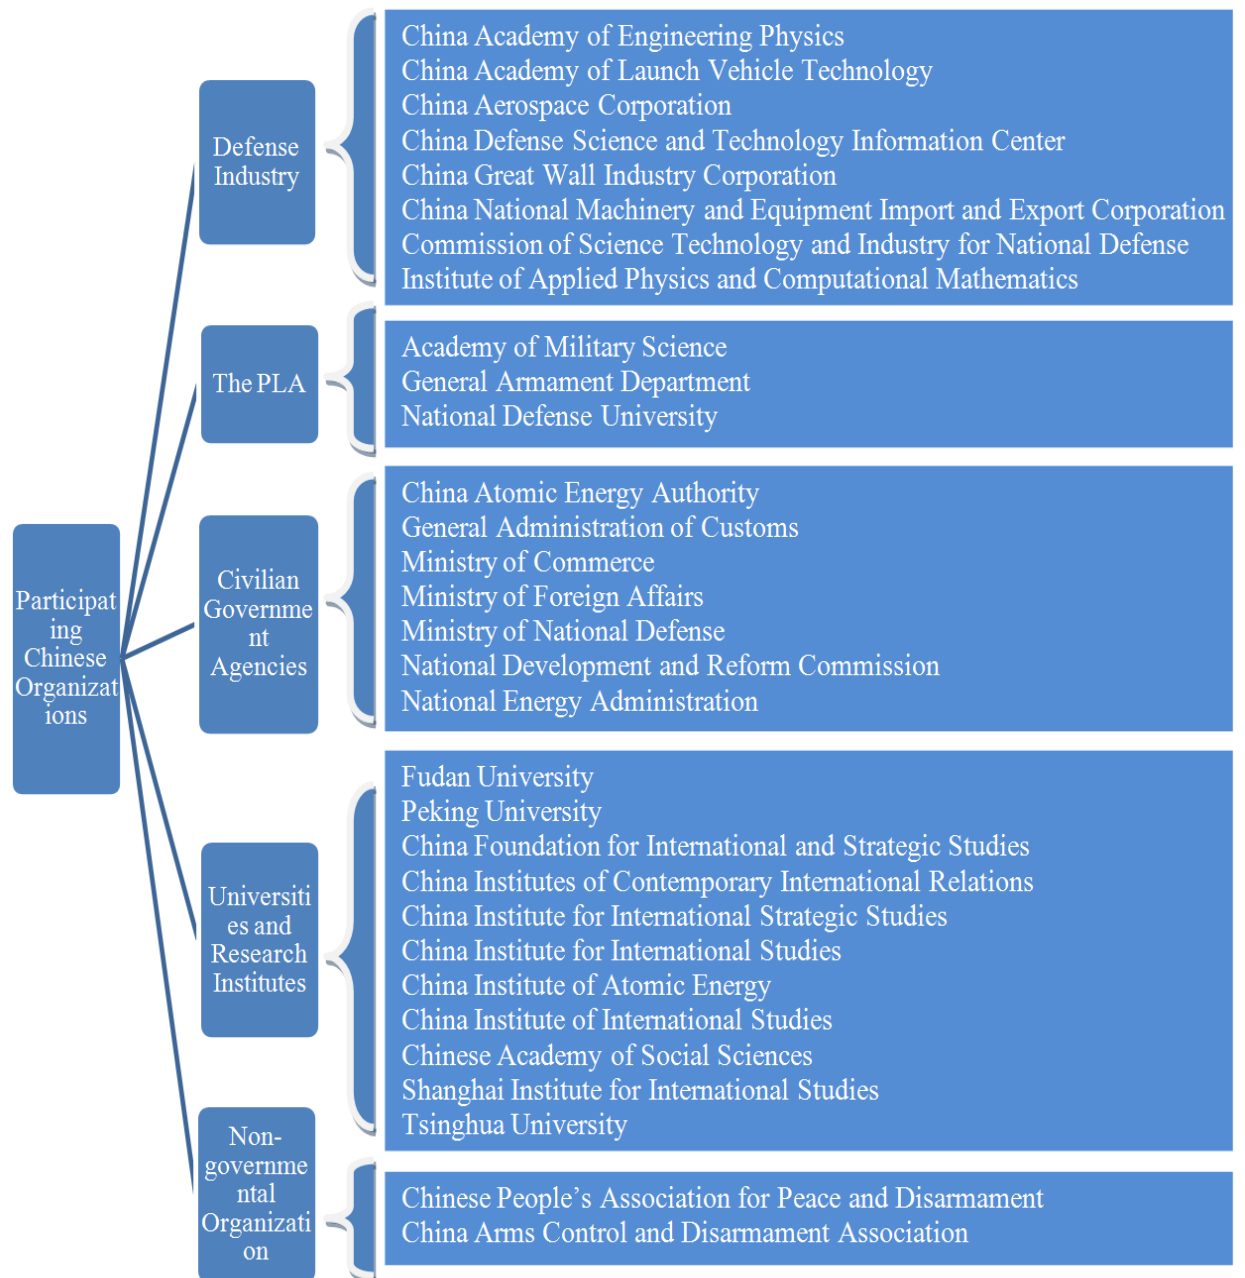 Participat
ing
Chinese
Organizat
ions
Defense
Industry
China Academy of Engineering Physics
China Academy of Launch Vehicle Technology
China Aerospace Corporation
China Defense Science and Technology Information Center
China Great Wall Industry Corporation
China National Machinery and Equipment Import and Export Corporation
Commission of Science Technology and Industry for National Defense
Institute of Applied Physics and Computational Mathematics
The PLA
Academy of Military Science
General Armament Department
National Defense University
Civilian
Governme
nt
Agencies
China Atomic Energy Authority
General Administration of Customs
Ministry of Commerce
Ministry of Foreign Affairs
Ministry of National Defense
National Development and Reform Commission
National Energy Administration
Universiti
es and
Research
Institutes
Fudan University
Peking University
China Foundation for International and Strategic Studies
China Institutes of Contemporary International Relations
China Institute for International Strategic Studies
China Institute for International Studies
China Institute of Atomic Energy
China Institute of International Studies
Chinese Academy of Social Sciences
Shanghai Institute for International Studies
Tsinghua University
Non-
governme
ntal
Organizati
on
Chinese People’s Association for Peace and Disarmament
China Arms Control and Disarmament Association